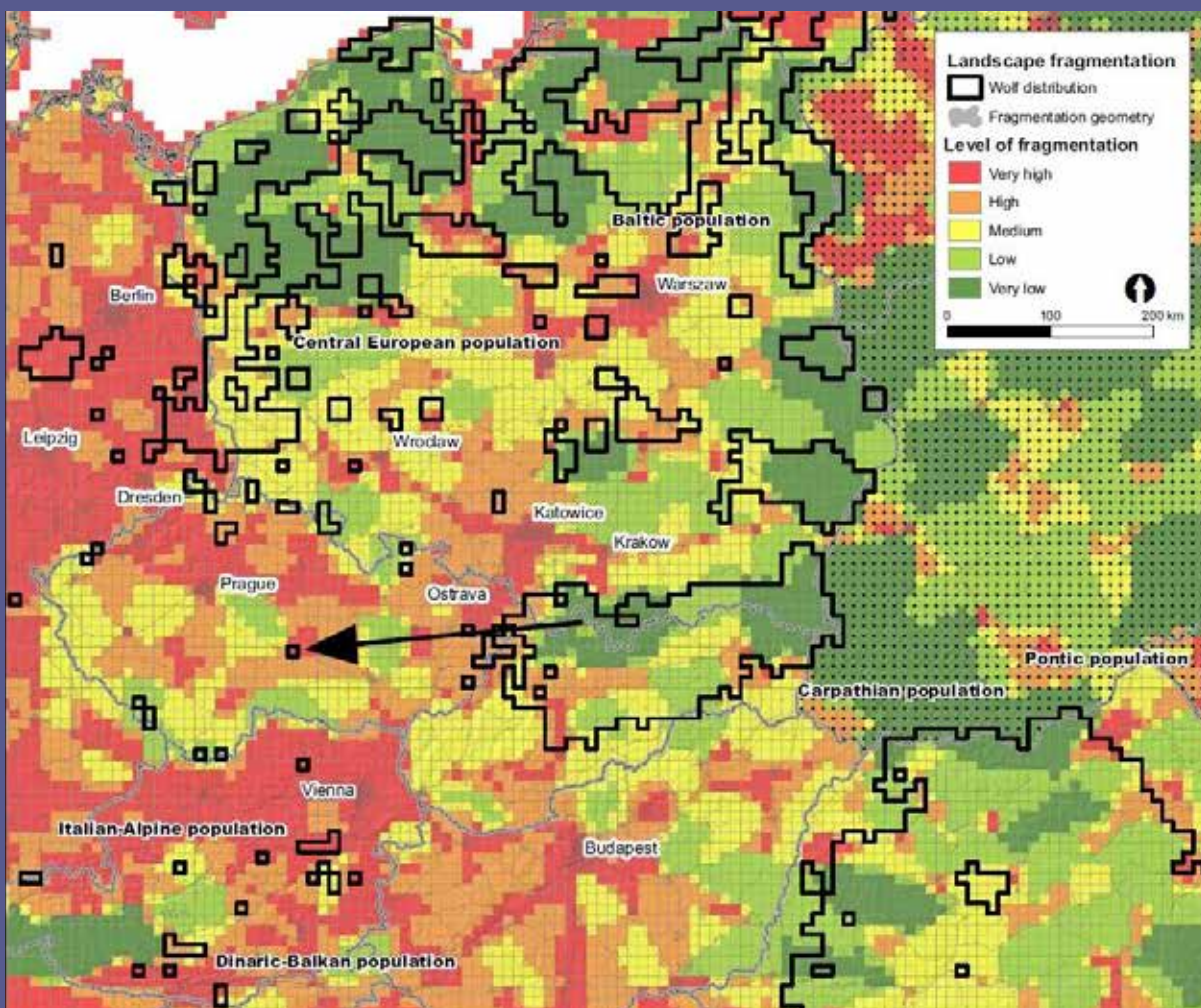 Landscape fragmentation
Wolf distribution
Fragmentation geometry
Level of fragmentation
Very high
High
Medium
Low
Very low
0 100 200 km
Baltic population
Warszaw
Berlin
Central European population
Leipzig
Wroclaw
Dresden
Katowice
Krakow
Prague
Ostrava
Pontic population
Carpathian population
Vienna
Italian-Alpine population
Budapest
Dinaric-Balkan population